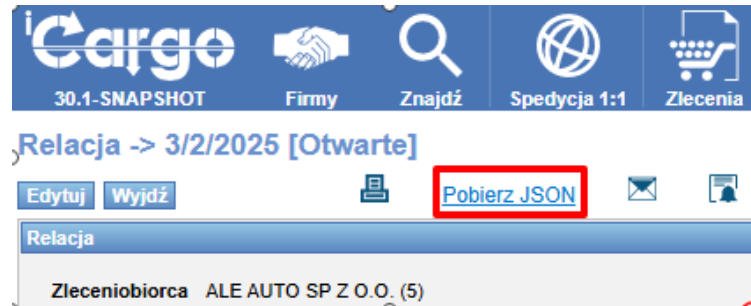 iCargo
30.1-SNAPSHOT Firmy Znajdź Spedycja 1:1 Zlecenia
Relacja -> 3/2/2025 [Otwarte]
Edytuj Wyjdź Pobierz JSON
Relacja
Zleceniobiorca ALE AUTO SP Z O.O. (5)